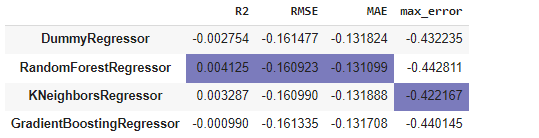 R2 RMSE MAE max_error
DummyRegressor -0.002754 -0.161477 -0.131824 -0.432235
RandomForestRegressor 0.004125 -0.160923 -0.131099 -0.442811
KNeighborsRegressor 0.003287 -0.160990 -0.131888 -0.422167
GradientBoostingRegressor -0.000990 -0.161335 -0.131708 -0.440145